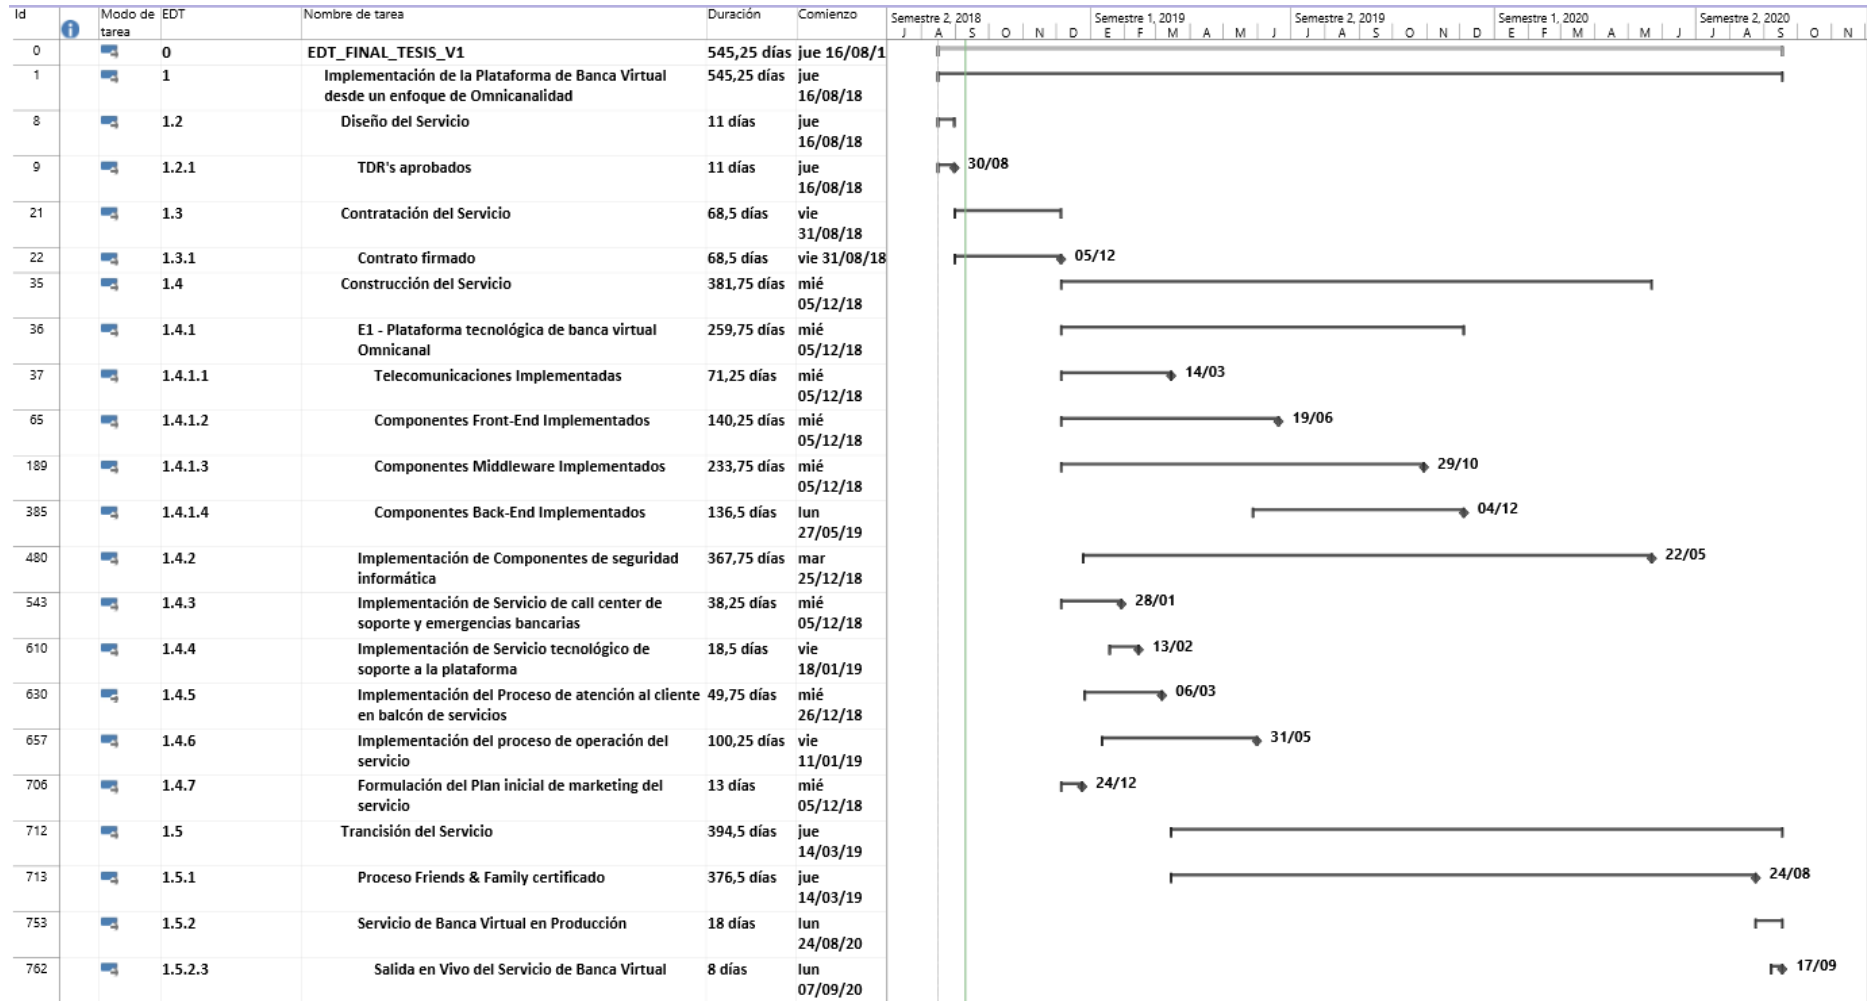 Id Modo de tarea EDT Nombre de tarea Duración Comienzo
Semestre 2, 2018 Semestre 1, 2019 Semestre 2, 2019 Semestre 1, 2020 Semestre 2, 2020
J A S O N D E F M A M J J A S O N D E F M A M J J A S O N
0 0 EDT_FINAL_TESIS_V1 545,25 días jue 16/08/1
1 1 Implementación de la Plataforma de Banca Virtual 545,25 días jue
desde un enfoque de Omnicanalidad 16/08/18
8 1.2 Diseño del Servicio 11 días jue
16/08/18
9 1.2.1 TDR's aprobados 11 días jue 30/08
16/08/18
21 1.3 Contratación del Servicio 68,5 días vie
31/08/18
22 1.3.1 Contrato firmado 68,5 días vie 31/08/18 05/12
35 1.4 Construcción del Servicio 381,75 días mié
05/12/18
36 1.4.1 E1 - Plataforma tecnológica de banca virtual 259,75 días mié
Omnicanal 05/12/18
37 1.4.1.1 Telecomunicaciones Implementadas 71,25 días mié 14/03
05/12/18
65 1.4.1.2 Componentes Front-End Implementados 140,25 días mié 19/06
05/12/18
189 1.4.1.3 Componentes Middleware Implementados 233,75 días mié 29/10
05/12/18
385 1.4.1.4 Componentes Back-End Implementados 136,5 días lun 04/12
27/05/19
480 1.4.2 Implementación de Componentes de seguridad 367,75 días mar 22/05
informática 25/12/18
543 1.4.3 Implementación de Servicio de call center de 38,25 días mié 28/01
soporte y emergencias bancarias 05/12/18
610 1.4.4 Implementación de Servicio tecnológico de 18,5 días vie 13/02
soporte a la plataforma 18/01/19
630 1.4.5 Implementación del Proceso de atención al cliente 49,75 días mié 06/03
en balcón de servicios 26/12/18
657 1.4.6 Implementación del proceso de operación del 100,25 días vie 31/05
servicio 11/01/19
706 1.4.7 Formulación del Plan inicial de marketing del 13 días mié 24/12
servicio 05/12/18
712 1.5 Trancisión del Servicio 394,5 días jue
14/03/19
713 1.5.1 Proceso Friends & Family certificado 376,5 días jue 24/08
14/03/19
753 1.5.2 Servicio de Banca Virtual en Producción 18 días lun
24/08/20
762 1.5.2.3 Salida en Vivo del Servicio de Banca Virtual 8 días lun 17/09
07/09/20